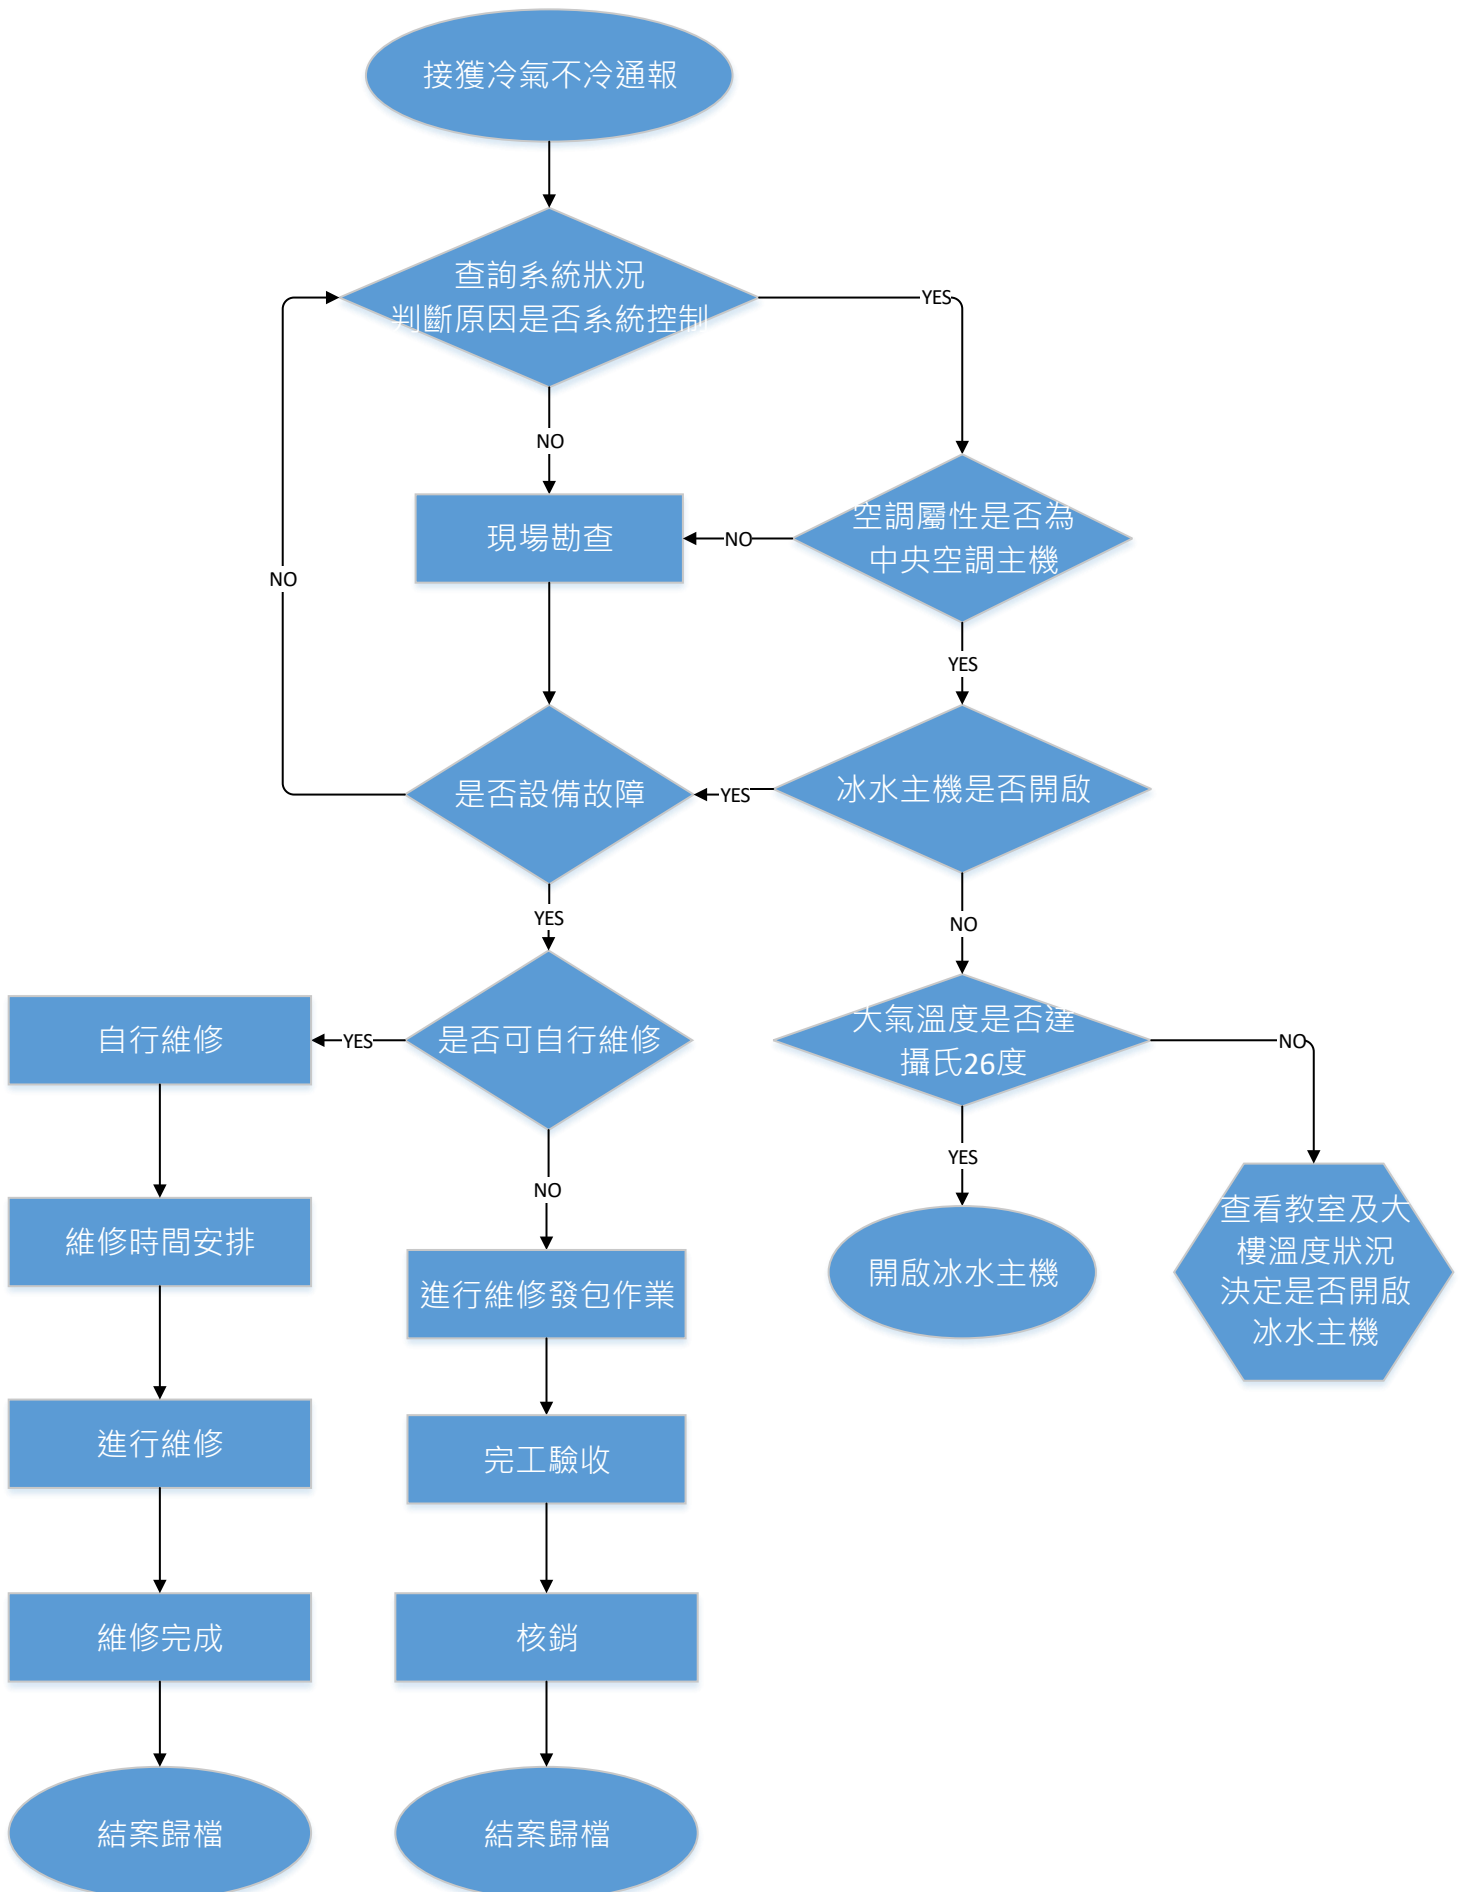 接獲冷氣不冷通報
查詢系統狀況
判斷原因是否系統控制
YES
NO
空調屬性是否為
中央空調主機
現場勘查
NO
NO
YES
是否設備故障
YES
冰水主機是否開啟
YES
NO
自行維修
YES
是否可自行維修
大氣溫度是否達
攝氏26度
NO
YES
NO
維修時間安排
進行維修發包作業
開啟冰水主機
查看教室及大
樓溫度狀況
決定是否開啟
冰水主機
進行維修
完工驗收
維修完成
核銷
結案歸檔
結案歸檔